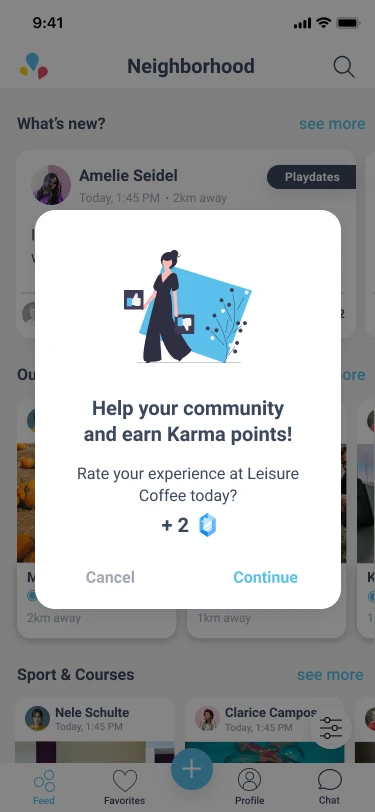 9:41
Neighborhood
What's new?
see more
Amelie Seidel
Today, 1:45 PM • 2km away
Playdates
2
Help your community
and earn Karma points!
Rate your experience at Leisure
Coffee today?
+ 2
Cancel
Continue
2km away
1km away
Sport & Courses
see more
Nele Schulte
Today, 1:45 PM
Clarice Campos
Today, 1:45 PM
Feed
Favorites
Profile
Chat